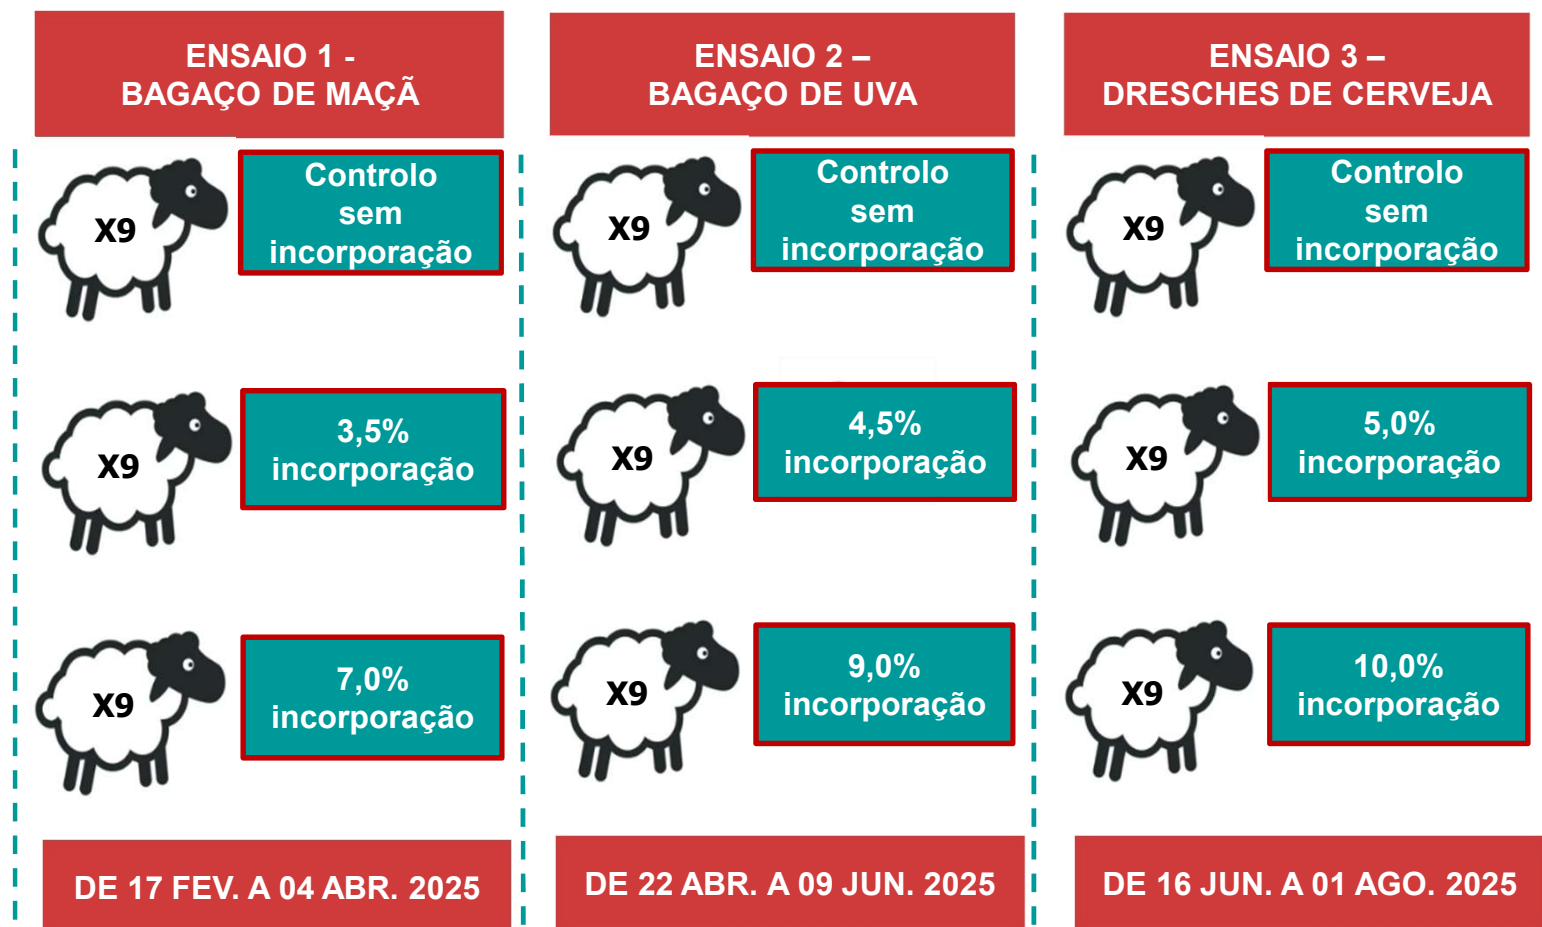 ENSAIO 1 -
BAGAÇO DE MAÇÃ
X9
Controlo
sem
incorporação
X9
3,5%
incorporação
X9
7,0%
incorporação
DE 17 FEV. A 04 ABR. 2025
ENSAIO 2 –
BAGAÇO DE UVA
X9
Controlo
sem
incorporação
X9
4,5%
incorporação
X9
9,0%
incorporação
DE 22 ABR. A 09 JUN. 2025
ENSAIO 3 –
DRESCHES DE CERVEJA
X9
Controlo
sem
incorporação
X9
5,0%
incorporação
X9
10,0%
incorporação
DE 16 JUN. A 01 AGO. 2025